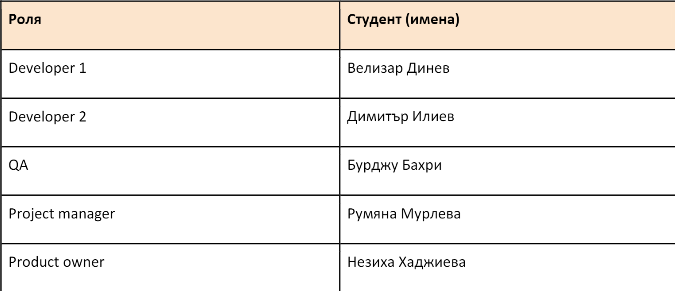 Роля Студент (имена)
Developer 1 Велизар Динев
Developer 2 Димитър Илиев
QA Бурджу Бахри
Project manager Румяна Мурлева
Product owner Незиха Хаджиева